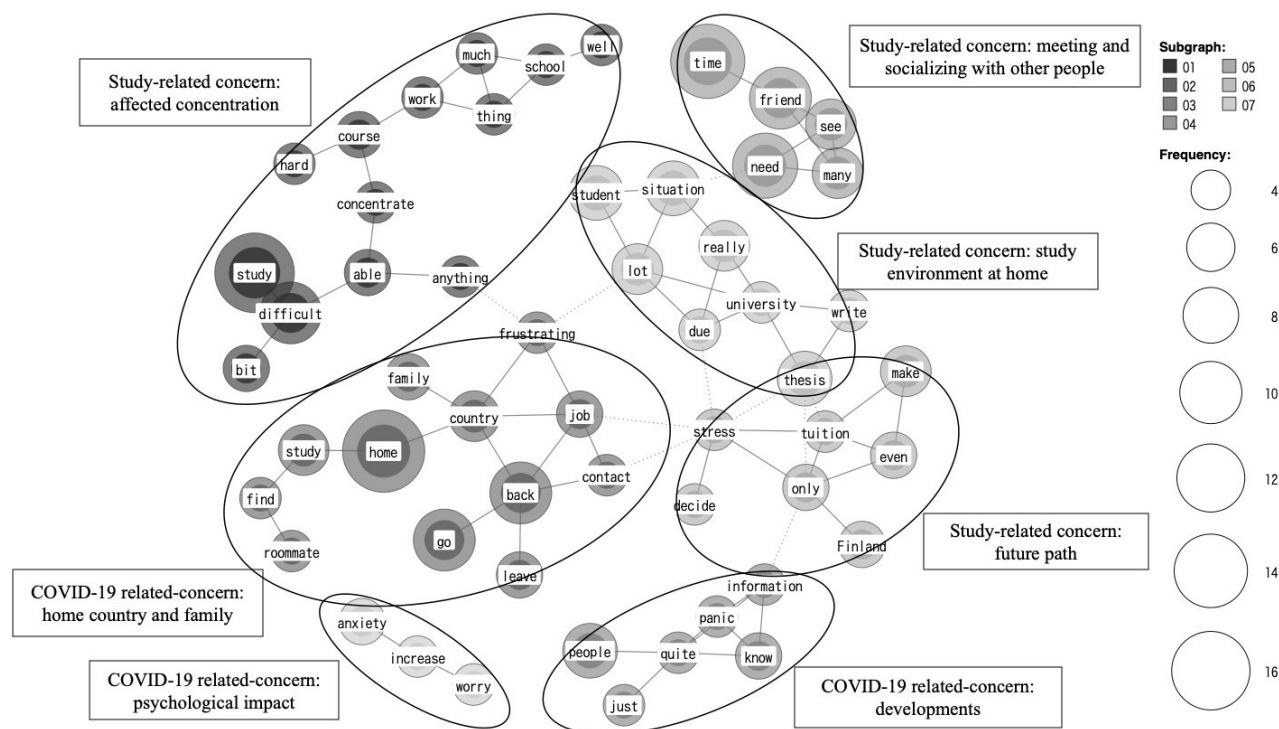 Study-related concern:
affected concentration
well
much
school
work
thing
course
hard
concentrate
study
able
anything
difficult
bit
Study-related concern: meeting and
socializing with other people
time
friend
see
need
many
student
situation
really
lot
university
write
due
thesis
Study-related concern: study
environment at home
frustrating
family
country
job
study
home
contact
find
back
go
roommate
leave
COVID-19 related-concern:
home country and family
make
stress
tuition
even
only
decide
Finland
Study-related concern:
future path
anxiety
increase
worry
COVID-19 related-concern:
psychological impact
information
panic
people
quite
know
just
COVID-19 related-concern:
developments
Subgraph:
01
02
03
04
05
06
07
Frequency:
4
6
8
10
12
14
16